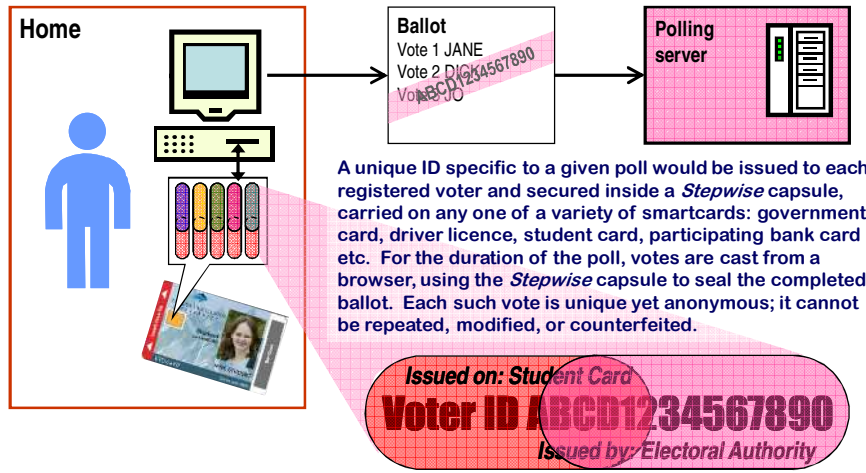 Home
Ballot
Vote 1 JANE
Vote 2 DICK
Vote 3 JO
ABCD1234567890
Polling
server
A unique ID specific to a given poll would be issued to each
registered voter and secured inside a Stepwise capsule,
carried on any one of a variety of smartcards: government
card, driver licence, student card, participating bank card
etc. For the duration of the poll, votes are cast from a
browser, using the Stepwise capsule to seal the completed
ballot. Each such vote is unique yet anonymous; it cannot
be repeated, modified, or counterfeited.
Issued on: Student Card
Voter ID ABCD1234567890
Issued by: Electoral Authority